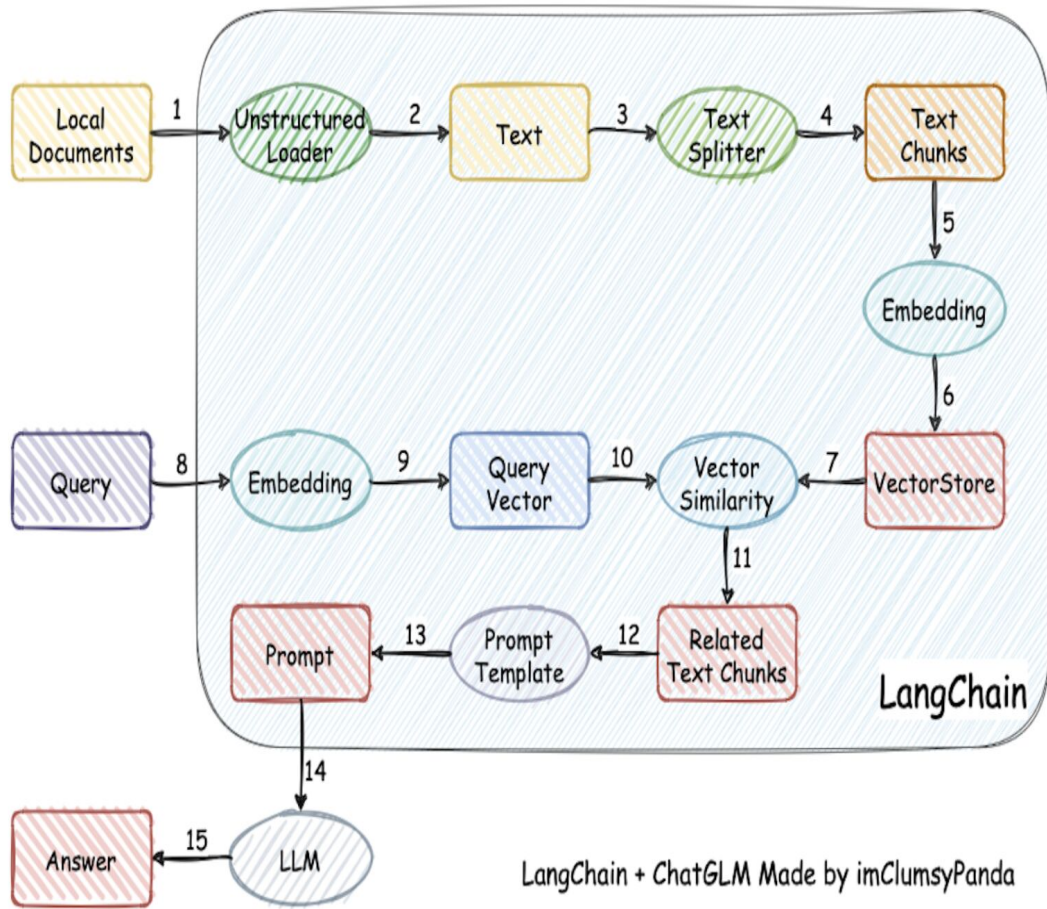 Local
Documents
1
Unstructured
Loader
2
Text
3
Text
Splitter
4
Text
Chunks
5
Embedding
6
Query
8
Embedding
9
Query
Vector
10
Vector
Similarity
7
VectorStore
11
Prompt
13
Prompt
Template
12
Related
Text Chunks
LangChain
14
Answer
15
LLM
LangChain + ChatGLM Made by imClumsyPanda